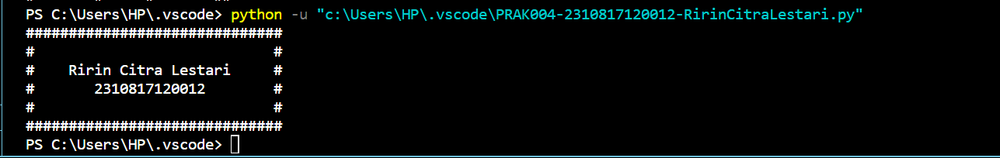 PS C:\Users\HP\.vscode> python -u "c:\Users\HP\.vscode\PRAK004-2310817120012-RirinCitraLestari.py"
##############################
#                            #
#    Ririn Citra Lestari     #
#       2310817120012        #
#                            #
##############################
PS C:\Users\HP\.vscode>